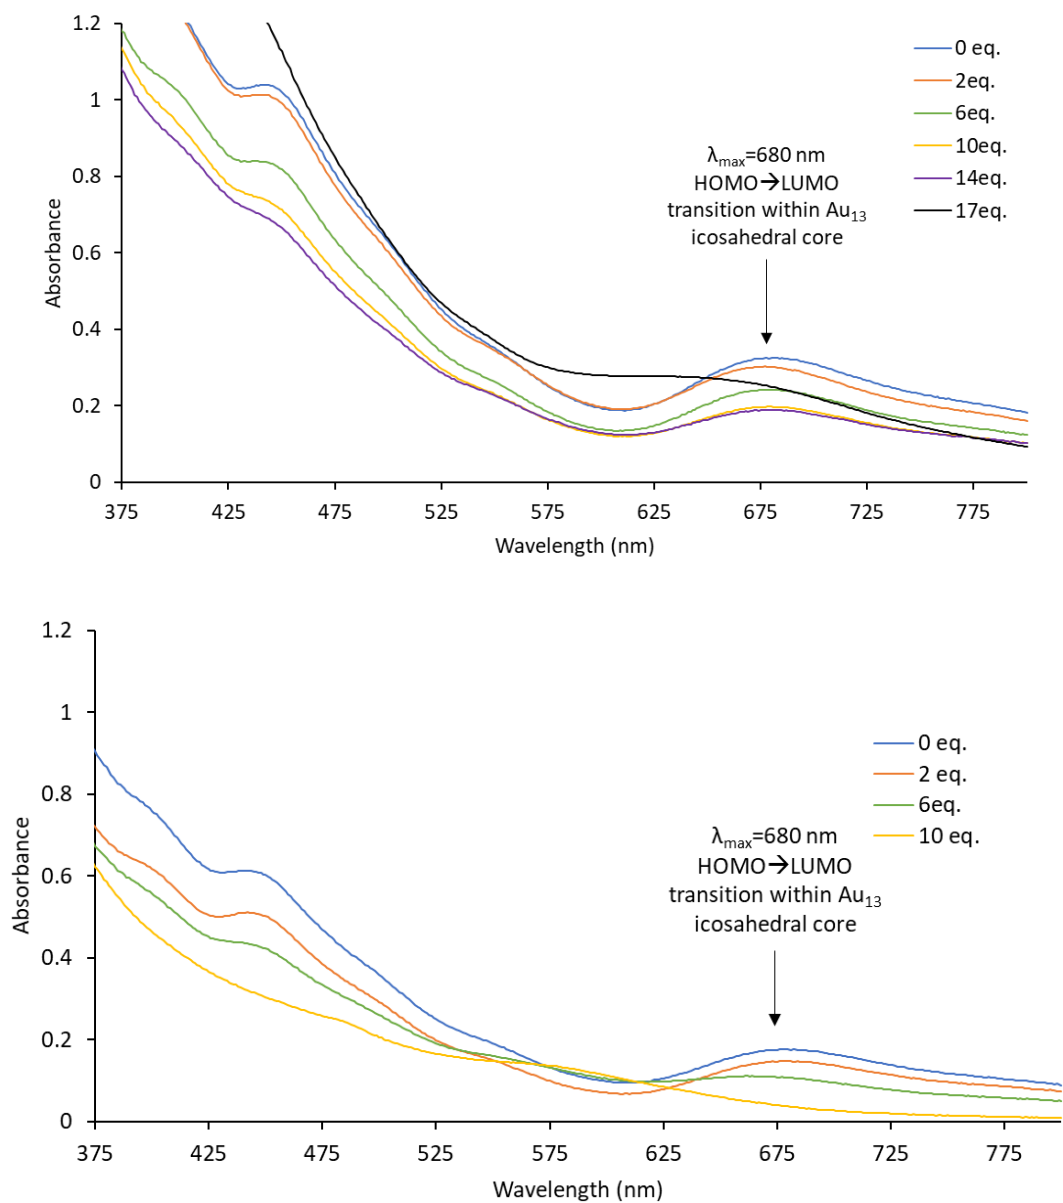 1.2
1
0.8
0.6
0.4
0.2
0
Absorbance
375 425 475 525 575 625 675 725 775
Wavelength (nm)
λmax=680 nm
HOMO→LUMO
transition within Au13
icosahedral core
0 eq.
2eq.
6eq.
10eq.
14eq.
17eq.
1.2
1
0.8
0.6
0.4
0.2
0
Absorbance
375 425 475 525 575 625 675 725 775
Wavelength (nm)
λmax=680 nm
HOMO→LUMO
transition within Au13
icosahedral core
0 eq.
2 eq.
6eq.
10 eq.